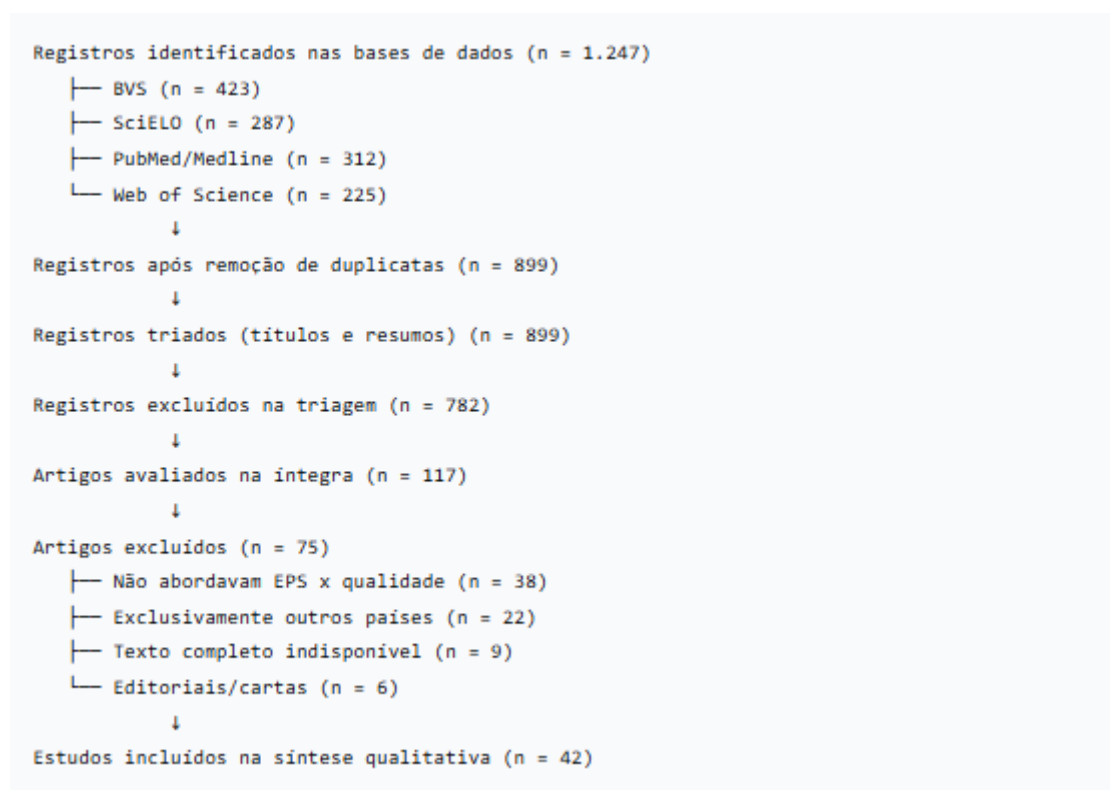 Registros identificados nas bases de dados (n = 1.247)
├── BVS (n = 423)
├── SciELO (n = 287)
├── PubMed/Medline (n = 312)
└── Web of Science (n = 225)
↓
Registros após remoção de duplicatas (n = 899)
↓
Registros triados (títulos e resumos) (n = 899)
↓
Registros excluídos na triagem (n = 782)
↓
Artigos avaliados na íntegra (n = 117)
↓
Artigos excluídos (n = 75)
├── Não abordavam EPS x qualidade (n = 38)
├── Exclusivamente outros países (n = 22)
├── Texto completo indisponível (n = 9)
└── Editoriais/cartas (n = 6)
↓
Estudos incluídos na síntese qualitativa (n = 42)